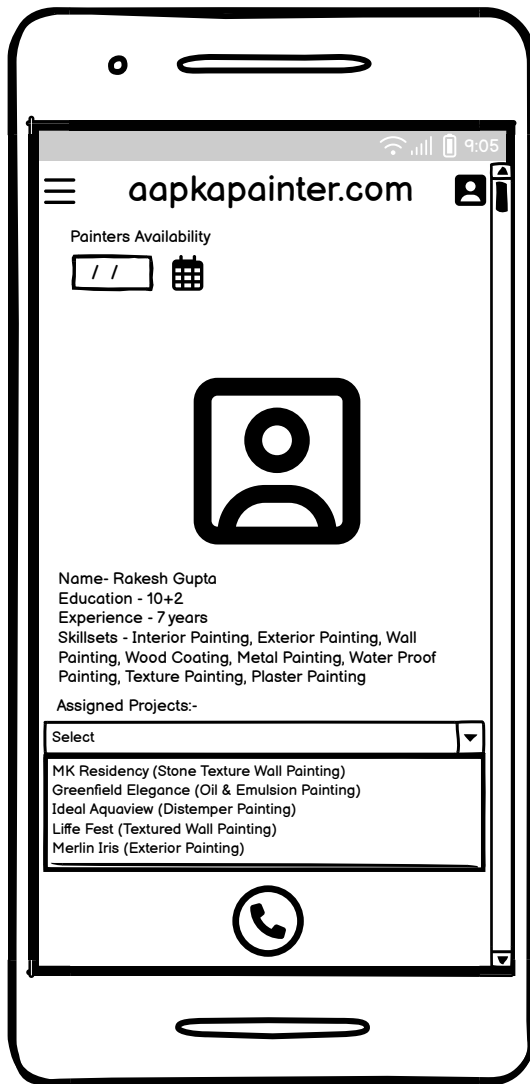 9:05
aapkapainter.com
Painters Availability
/ /
Name- Rakesh Gupta
Education - 10+2
Experience - 7 years
Skillsets - Interior Painting, Exterior Painting, Wall
Painting, Wood Coating, Metal Painting, Water Proof
Painting, Texture Painting, Plaster Painting
Assigned Projects:-
Select
MK Residency (Stone Texture Wall Painting)
Greenfield Elegance (Oil & Emulsion Painting)
Ideal Aquaview (Distemper Painting)
Liffe Fest (Textured Wall Painting)
Merlin Iris (Exterior Painting)